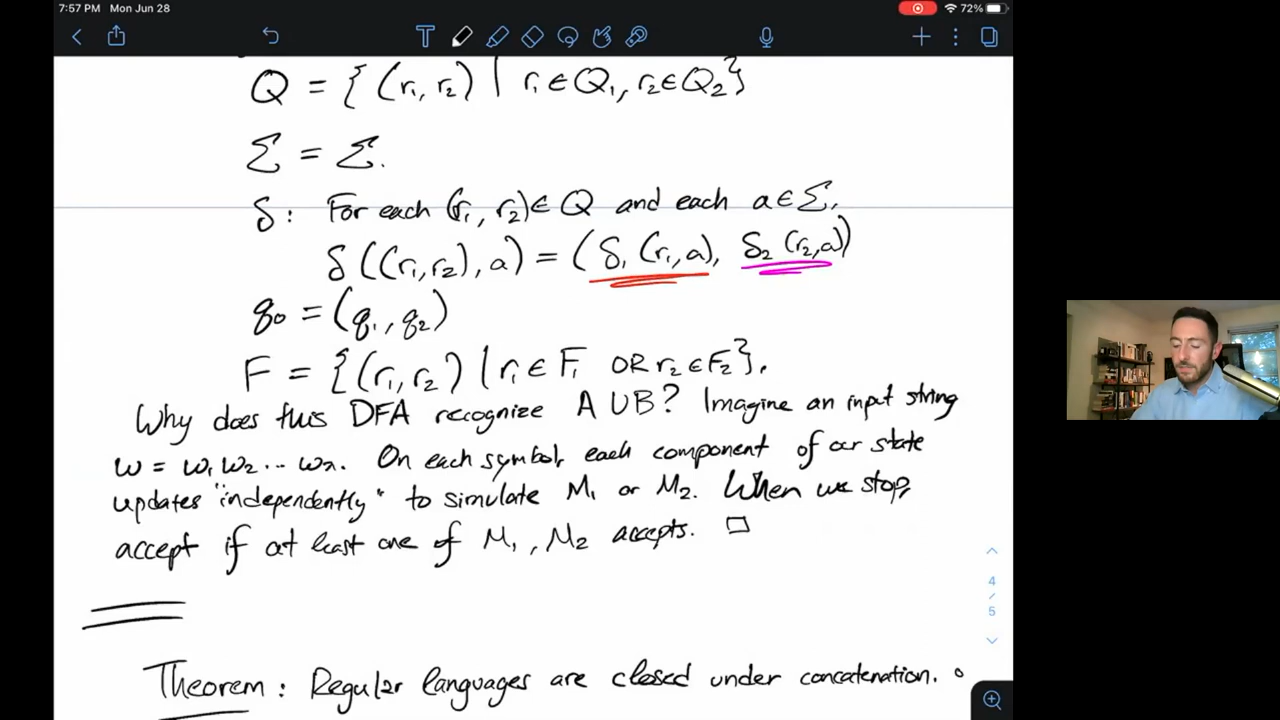 7:57 PM Mon Jun 28
72%
Q = { (r₁, r₂) | r₁ ∈ Q₁, r₂ ∈ Q₂ }
Σ = Σ.
δ: For each (r₁, r₂) ∈ Q and each a ∈ Σ,
δ((r₁, r₂), a) = (δ₁ (r₁, a), δ₂ (r₂, a))
q₀ = (q₁, q₂)
F = {(r₁, r₂) | r₁ ∈ F₁ OR r₂ ∈ F₂}.
Why does this DFA recognize A ∪ B? Imagine an input string
w = w₁ w₂ ... wₙ. On each symbol, each component of our state
updates "independently" to simulate M₁ or M₂. When we stop,
accept if at least one of M₁, M₂ accepts. □
4
/
5
Theorem: Regular languages are closed under concatenation. ∘